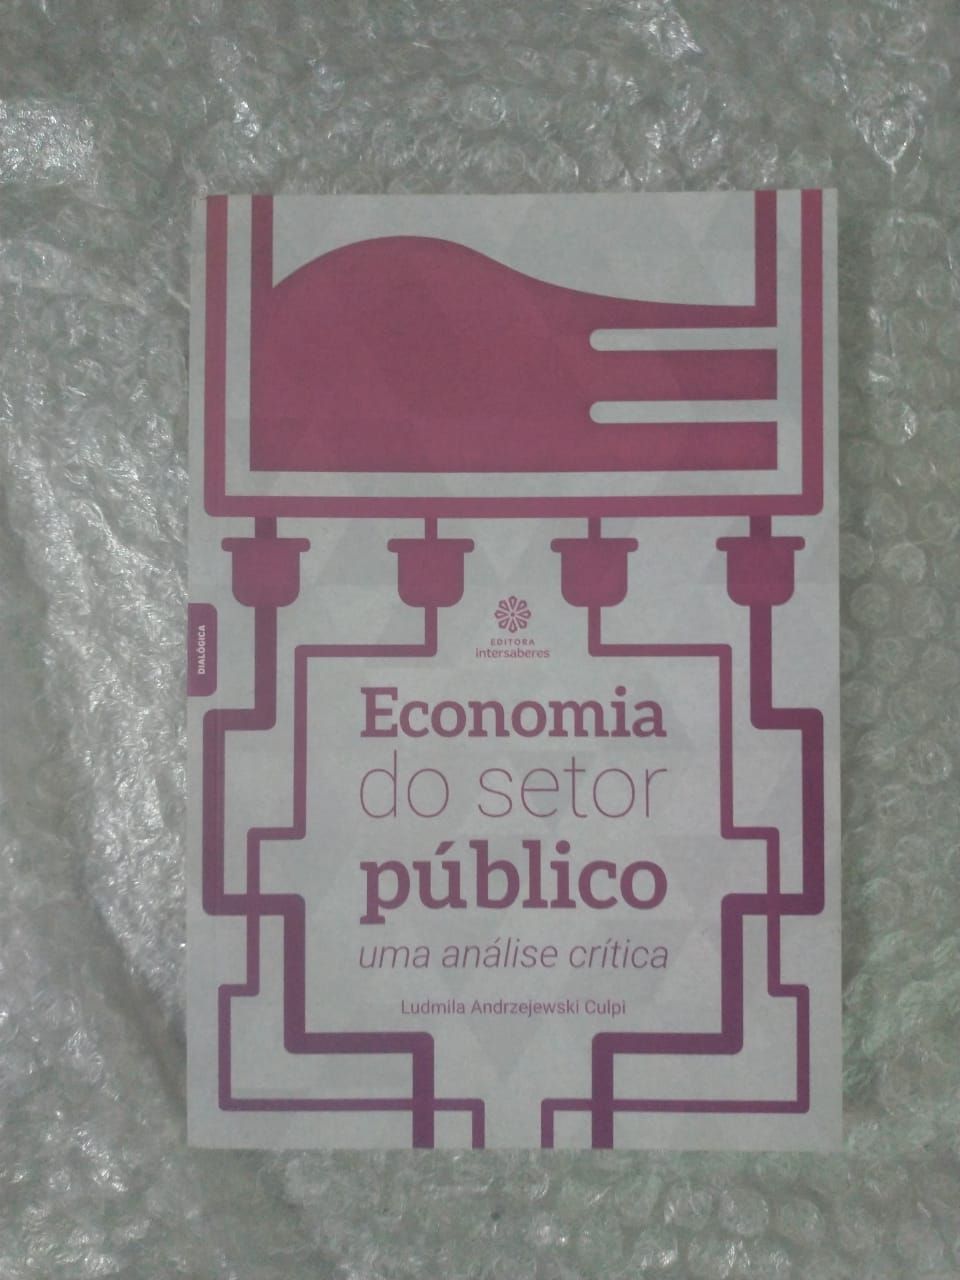 DIALÓGICA
EDITORA
intersaberes
Economia
do setor
público
uma análise crítica
Ludmila Andrzejewski Culpi